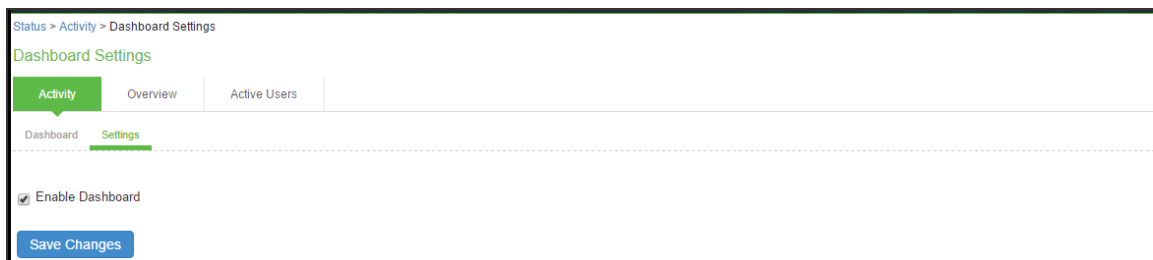 Status > Activity > Dashboard Settings
Dashboard Settings
Activity Overview Active Users
Dashboard Settings
Enable Dashboard
Save Changes